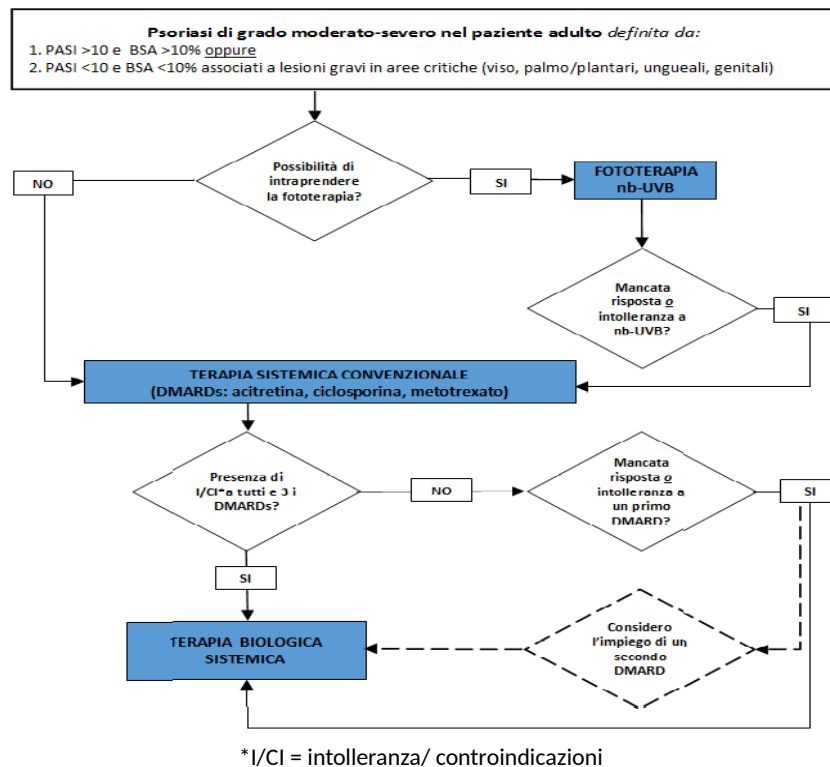 Psoriasi di grado moderato-severo nel paziente adulto definita da:
1. PASI >10 e BSA >10% oppure
2. PASI <10 e BSA <10% associati a lesioni gravi in aree critiche (viso, palmo/plantari, ungueali, genitali)
Possibilità di
intraprendere
la fototerapia?
NO
SI
FOTOTERAPIA
nb-UVB
Mancata
risposta o
intolleranza a
nb-UVB?
SI
TERAPIA SISTEMICA CONVENZIONALE
(DMARDs: acitretina, ciclosporina, metotrexato)
Presenza di
I/CI*a tutti e 3 i
DMARDs?
NO
Mancata
risposta o
intolleranza a
un primo
DMARD?
SI
SI
TERAPIA BIOLOGICA
SISTEMICA
Considero
l'impiego di un
secondo
DMARD
*I/CI = intolleranza/ controindicazioni